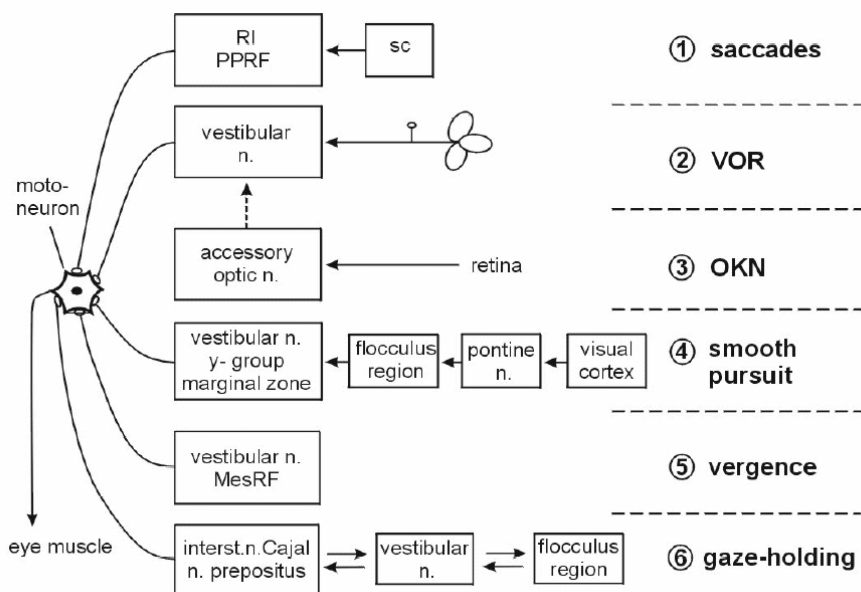 RI
PPRF
sc
① saccades
vestibular
n.
② VOR
moto-
neuron
accessory
optic n.
retina
③ OKN
vestibular n.
y- group
marginal zone
flocculus
region
pontine
n.
visual
cortex
④ smooth
pursuit
vestibular n.
MesRF
⑤ vergence
eye muscle
interst.n.Cajal
n. prepositus
vestibular
n.
flocculus
region
⑥ gaze-holding